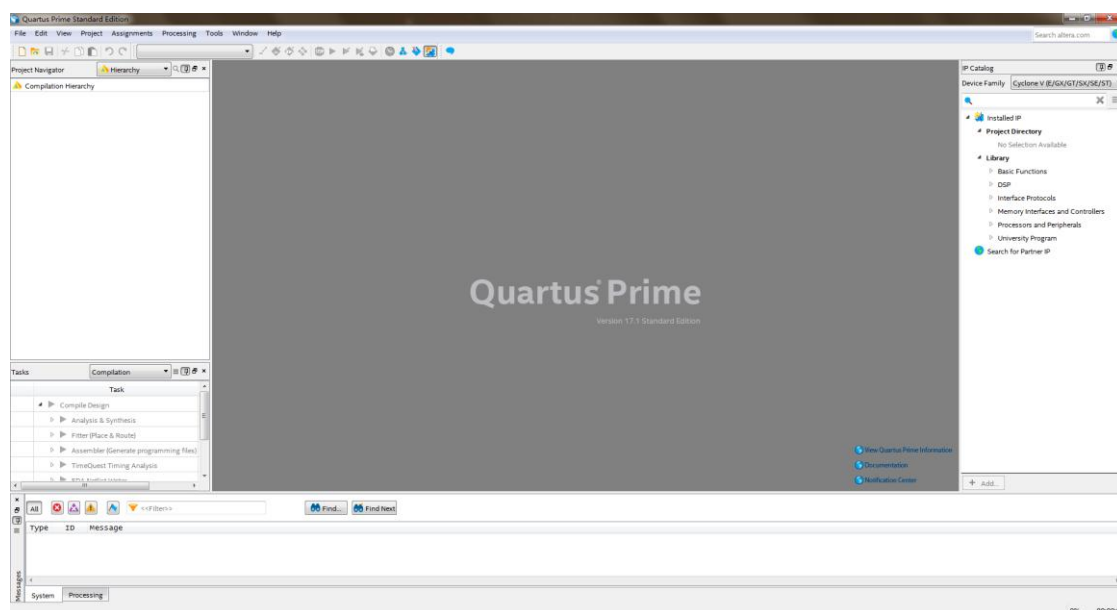 Quartus Prime Standard Edition
File Edit View Project Assignments Processing Tools Window Help
Search altera.com
Project Navigator
Hierarchy
Compilation Hierarchy
Quartus Prime
Version 17.1 Standard Edition
View Quartus Prime Information
Documentation
Notification Center
IP Catalog
Device Family Cyclone V (E/GX/GT/SX/SE/ST)
Installed IP
Project Directory
No Selection Available
Library
Basic Functions
DSP
Interface Protocols
Memory Interfaces and Controllers
Processors and Peripherals
University Program
Search for Partner IP
+ Add...
Tasks Compilation
Task
Compile Design
Analysis & Synthesis
Fitter (Place & Route)
Assembler (Generate programming files)
TimeQuest Timing Analysis
All <<Filter>> Find... Find Next
Type ID Message
Messages
System Processing